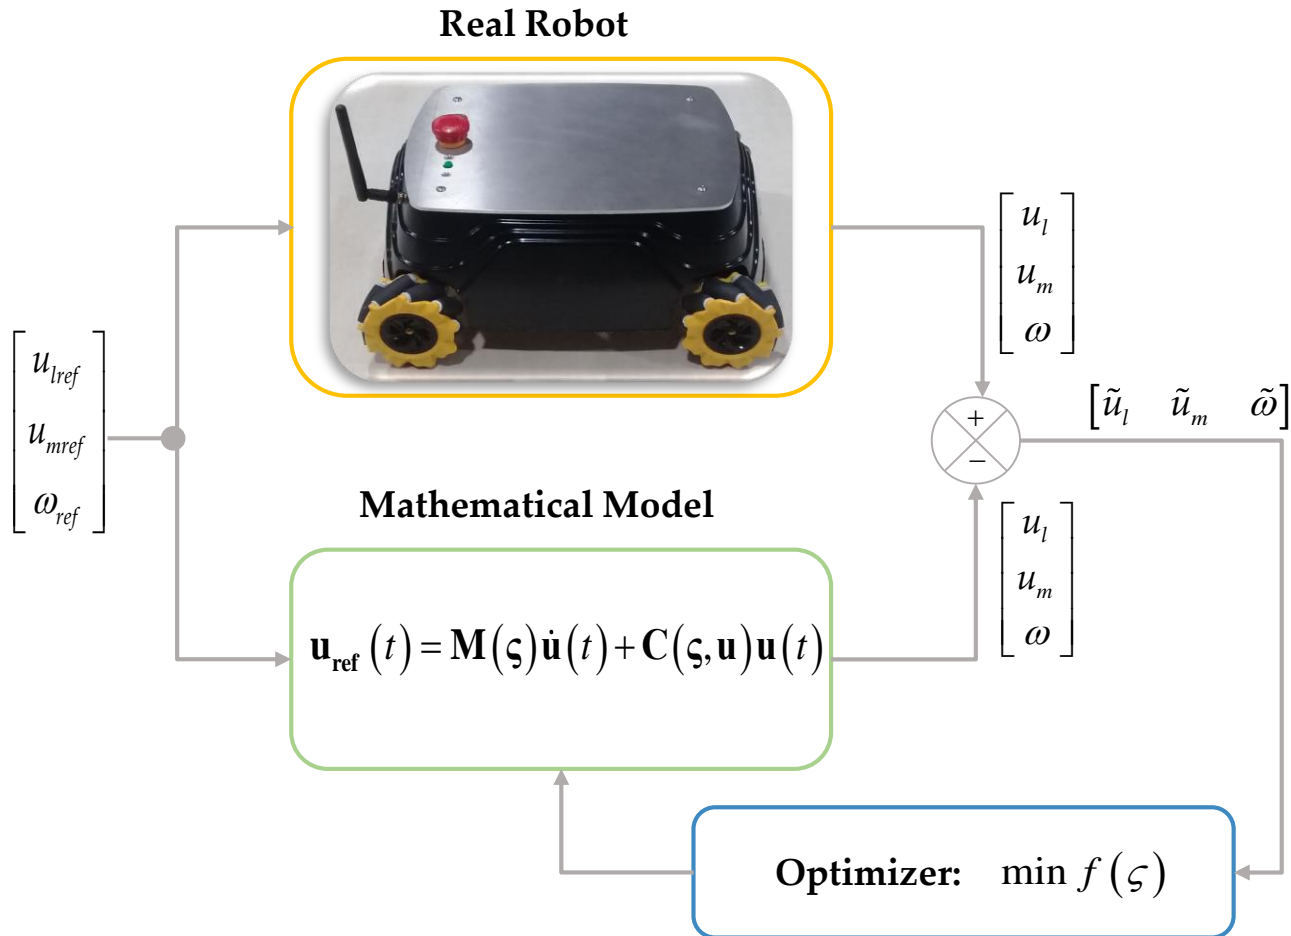 Real Robot
[u_l
u_m
ω]
[u_lref
u_mref
ω_ref]
+
−
[ũ_l ũ_m ω̃]
Mathematical Model
u_ref (t) = M(ς)u̇(t) + C(ς,u)u(t)
[u_l
u_m
ω]
Optimizer: min f(ς)